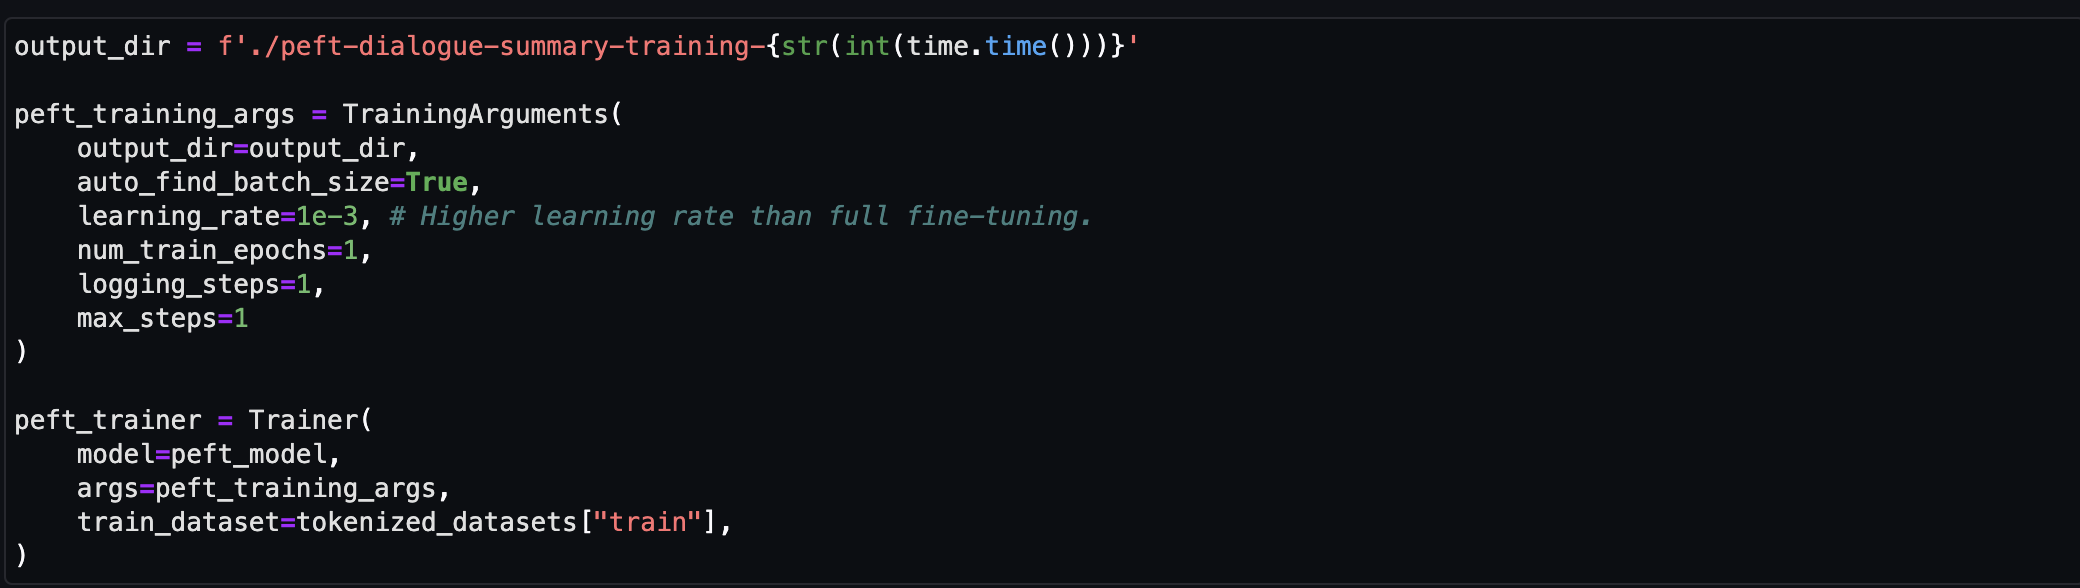 output_dir = f'./peft-dialogue-summary-training-{str(int(time.time()))}'

peft_training_args = TrainingArguments(
    output_dir=output_dir,
    auto_find_batch_size=True,
    learning_rate=1e-3, # Higher learning rate than full fine-tuning.
    num_train_epochs=1,
    logging_steps=1,
    max_steps=1
)

peft_trainer = Trainer(
    model=peft_model,
    args=peft_training_args,
    train_dataset=tokenized_datasets["train"],
)